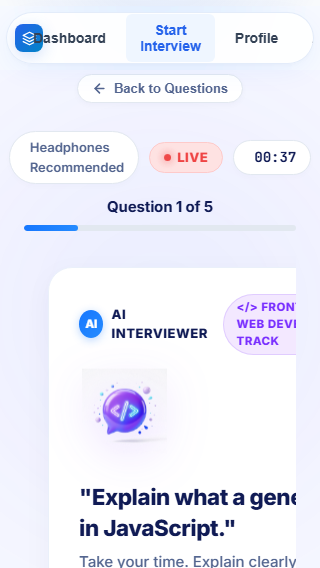 Dashboard
Start
Interview
Profile
← Back to Questions
Headphones
Recommended
LIVE
00:37
Question 1 of 5
AI
AI
INTERVIEWER
</> FRON
WEB DEV
TRACK
</>
"Explain what a gene
in JavaScript."
Take your time. Explain clearly